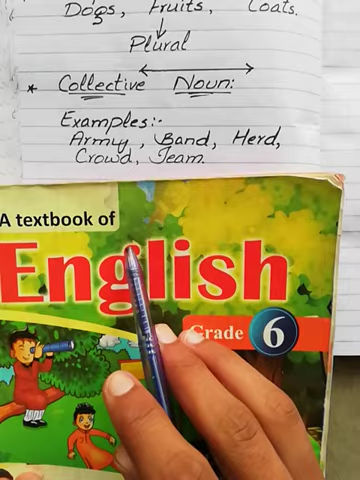 Dogs, Fruits, Coats.
Plural
* Collective Noun:
Examples:-
Army, Band, Herd,
Crowd, Team
A textbook of
English
Grade 6